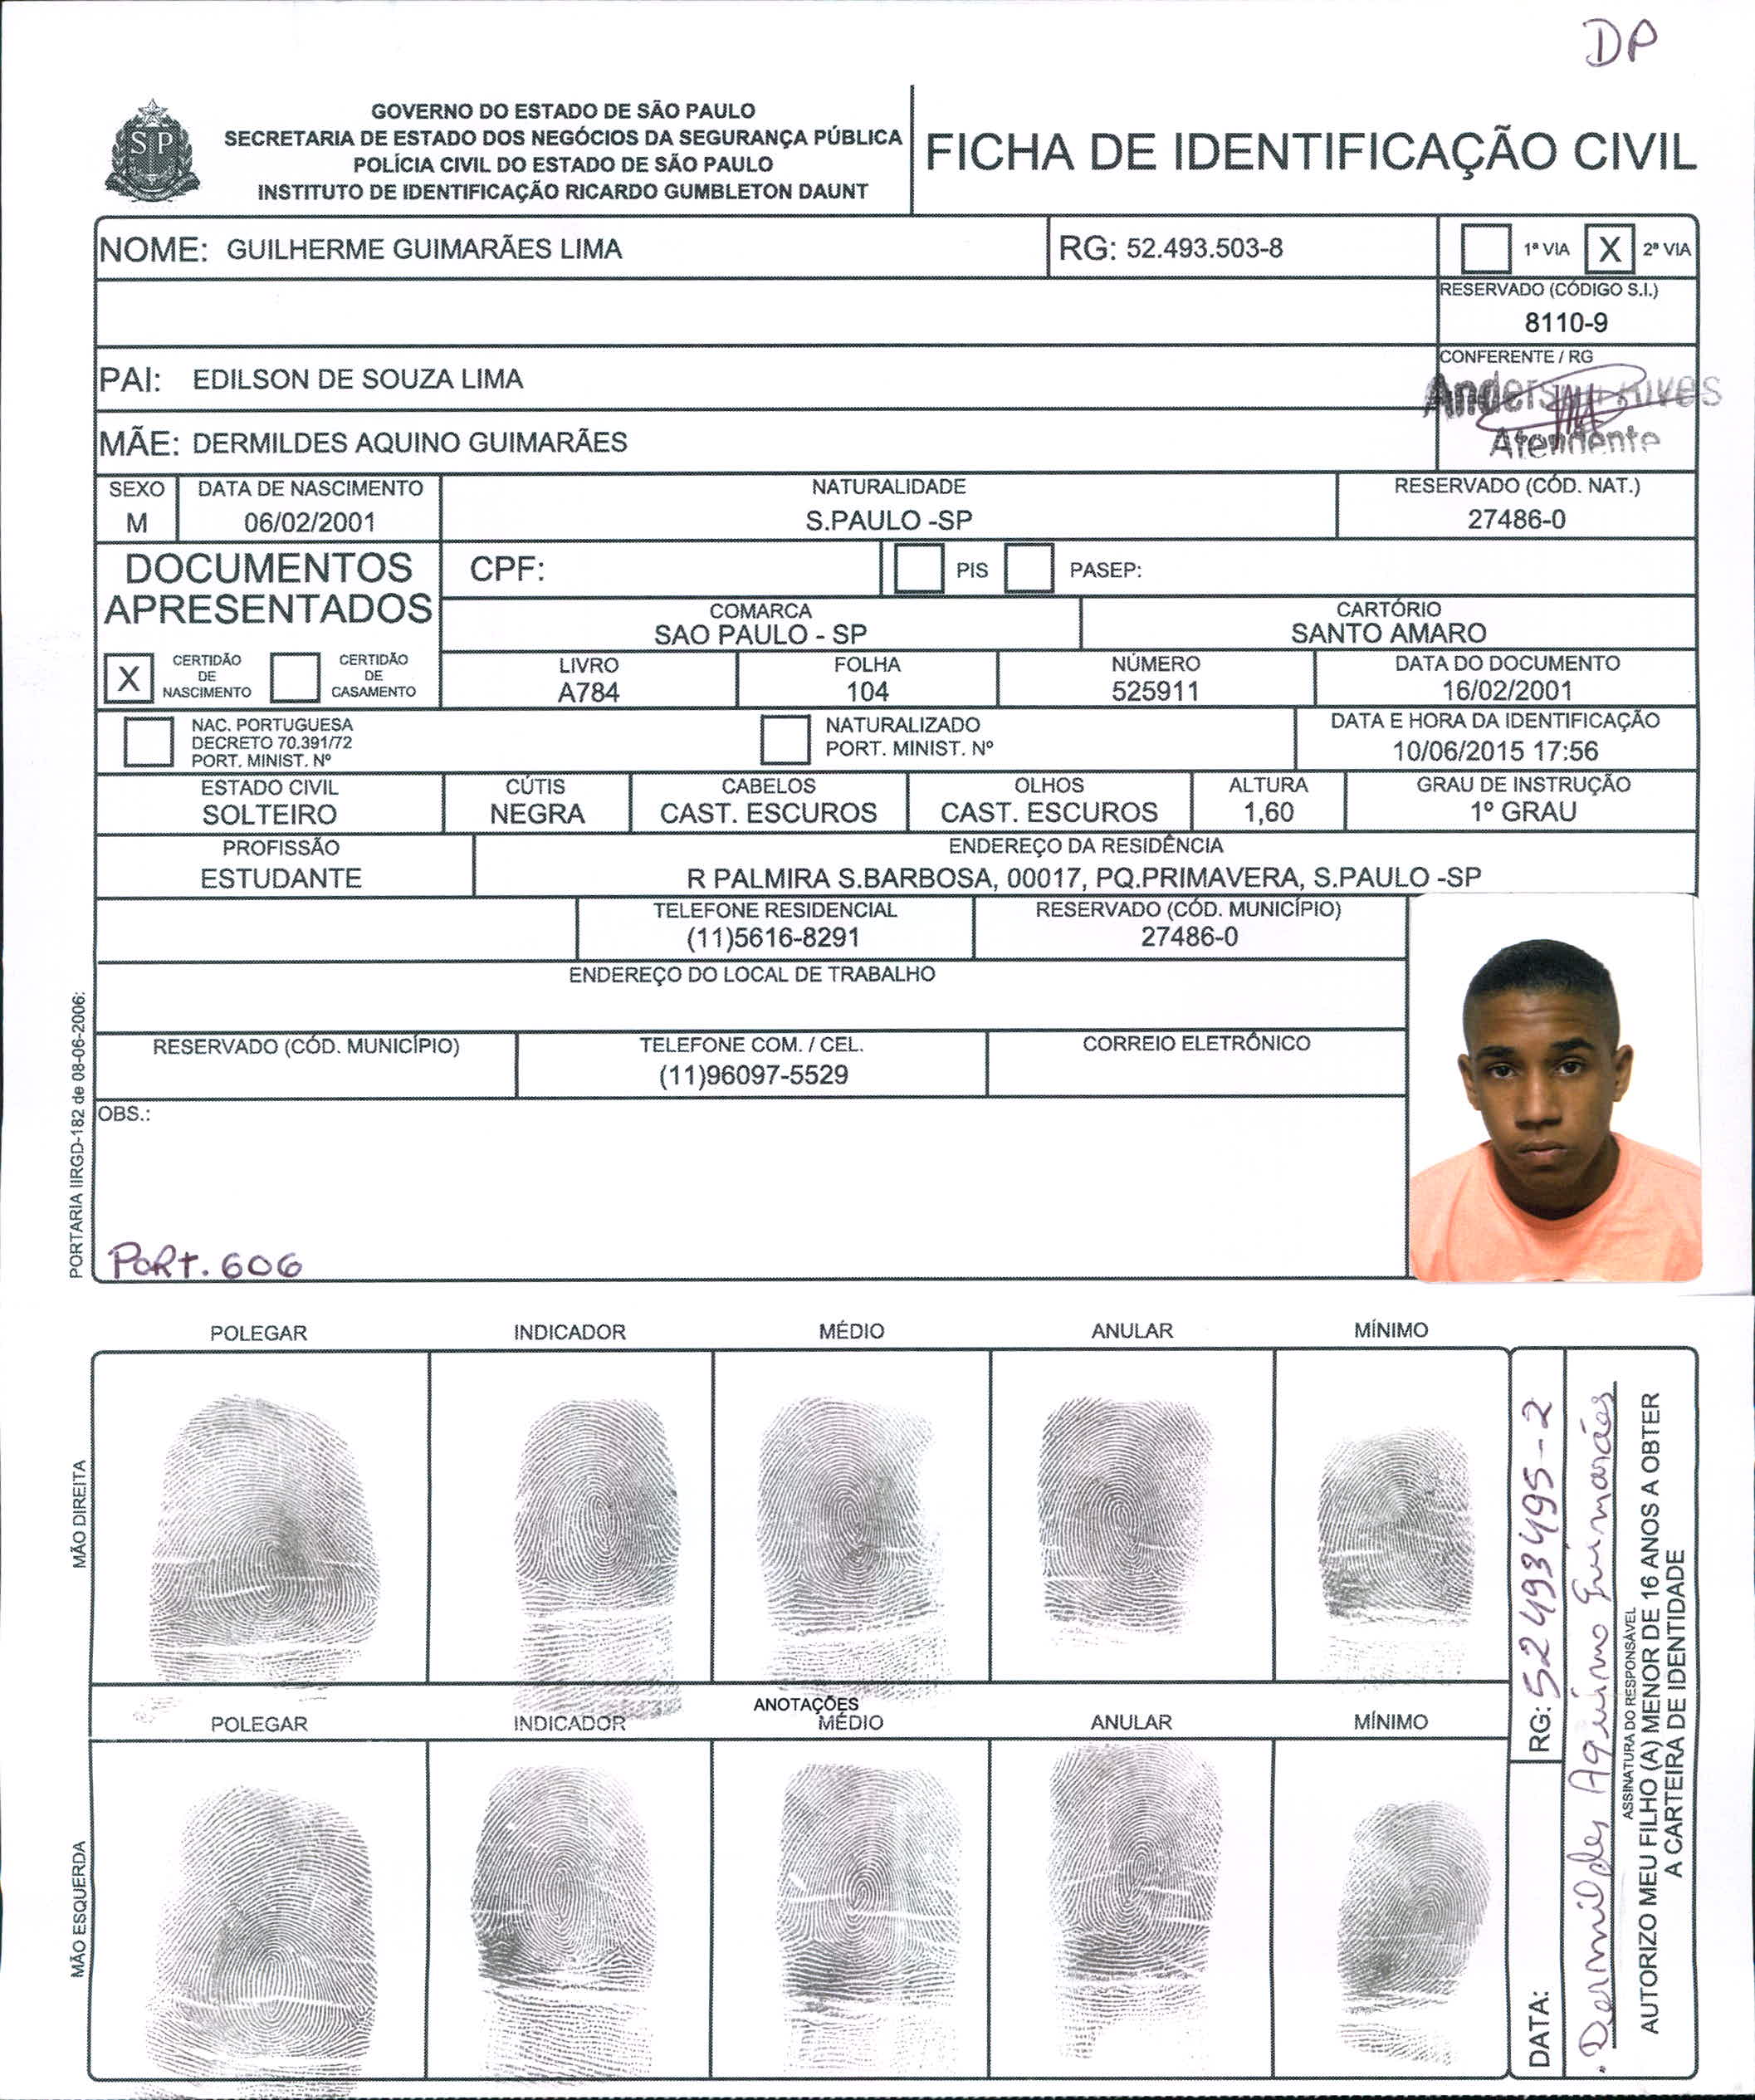 DP
GOVERNO DO ESTADO DE SÃO PAULO
SECRETARIA DE ESTADO DOS NEGÓCIOS DA SEGURANÇA PÚBLICA
POLÍCIA CIVIL DO ESTADO DE SÃO PAULO
INSTITUTO DE IDENTIFICAÇÃO RICARDO GUMBLETON DAUNT
SP
FICHA DE IDENTIFICAÇÃO CIVIL
NOME: GUILHERME GUIMARÃES LIMA
RG: 52.493.503-8
1ª VIA X 2ª VIA
RESERVADO (CÓDIGO S.I.)
8110-9
PAI: EDILSON DE SOUZA LIMA
CONFERENTE / RG
Atendente
MÃE: DERMILDES AQUINO GUIMARÃES
SEXO DATA DE NASCIMENTO NATURALIDADE RESERVADO (CÓD. NAT.)
M 06/02/2001 S.PAULO -SP 27486-0
DOCUMENTOS
APRESENTADOS
CPF: PIS PASEP:
COMARCA CARTÓRIO
SAO PAULO - SP SANTO AMARO
X CERTIDÃO DE NASCIMENTO CERTIDÃO DE CASAMENTO
LIVRO FOLHA NÚMERO DATA DO DOCUMENTO
A784 104 525911 16/02/2001
NAC. PORTUGUESA
DECRETO 70.391/72
PORT. MINIST. Nº
NATURALIZADO
PORT. MINIST. Nº
DATA E HORA DA IDENTIFICAÇÃO
10/06/2015 17:56
ESTADO CIVIL CÚTIS CABELOS OLHOS ALTURA GRAU DE INSTRUÇÃO
SOLTEIRO NEGRA CAST. ESCUROS CAST. ESCUROS 1,60 1º GRAU
PROFISSÃO ENDEREÇO DA RESIDÊNCIA
ESTUDANTE R PALMIRA S.BARBOSA, 00017, PQ.PRIMAVERA, S.PAULO -SP
TELEFONE RESIDENCIAL RESERVADO (CÓD. MUNICÍPIO)
(11)5616-8291 27486-0
ENDEREÇO DO LOCAL DE TRABALHO
RESERVADO (CÓD. MUNICÍPIO) TELEFONE COM. / CEL. CORREIO ELETRÔNICO
(11)96097-5529
OBS.:
PORT. 606
PORTARIA IIRGD-182 de 08-06-2006:
POLEGAR INDICADOR MÉDIO ANULAR MÍNIMO
MÃO DIREITA
ANOTAÇÕES
POLEGAR INDICADOR MÉDIO ANULAR MÍNIMO
MÃO ESQUERDA
DATA: RG: 52493495-2
Dermildes Aquino Guimarães
ASSINATURA DO RESPONSÁVEL
AUTORIZO MEU FILHO (A) MENOR DE 16 ANOS A OBTER
A CARTEIRA DE IDENTIDADE